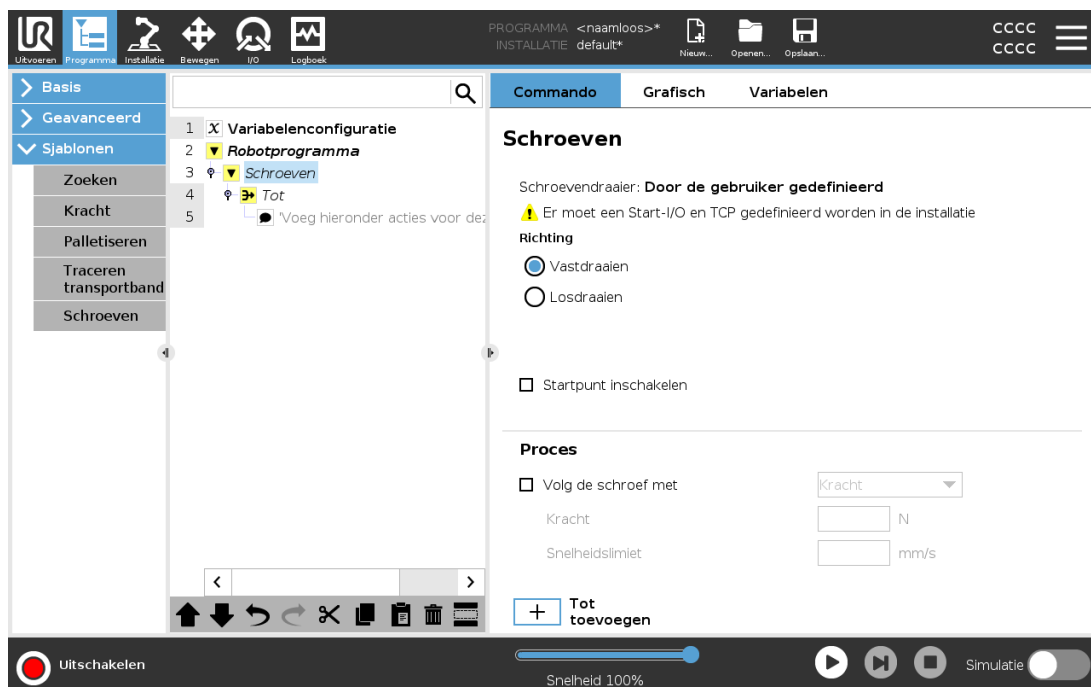 PROGRAMMA <naamloos>*
INSTALLATIE default*
UR
Uitvoeren Programma Installatie Bewegen I/O Logboek
Nieuw... Openen... Opslaan...
CCCC
CCCC
Basis
Geavanceerd
Sjablonen
Zoeken
Kracht
Palletiseren
Traceren
transportband
Schroeven
1 X Variabelenconfiguratie
2 Robotprogramma
3 Schroeven
4 Tot
5 'Voeg hieronder acties voor dez
Commando Grafisch Variabelen
Schroeven
Schroevendraaier: Door de gebruiker gedefinieerd
Er moet een Start-I/O en TCP gedefinieerd worden in de installatie
Richting
Vastdraaien
Losdraaien
Startpunt inschakelen
Proces
Volg de schroef met Kracht
Kracht N
Snelheidslimiet mm/s
Tot
toevoegen
Uitschakelen
Snelheid 100%
Simulatie